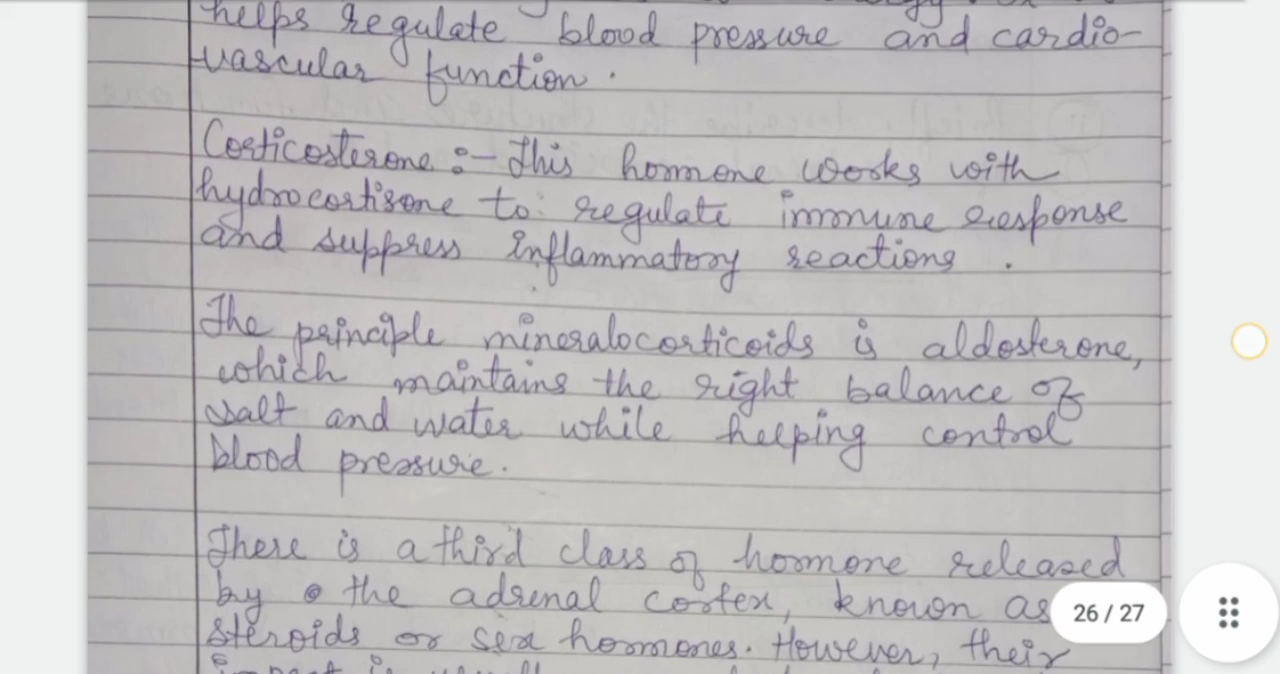 helps regulate blood pressure and cardio-
vascular function.
Corticosterone :- This hormone works with
hydrocortisone to regulate immune response
and suppress inflammatory reactions.
The principle mineralocorticoids is aldosterone,
which maintains the right balance of
salt and water while helping control
blood pressure.
There is a third class of hormone released
by the adrenal cortex, known as
steroids or sex hormones. However, their
26 / 27